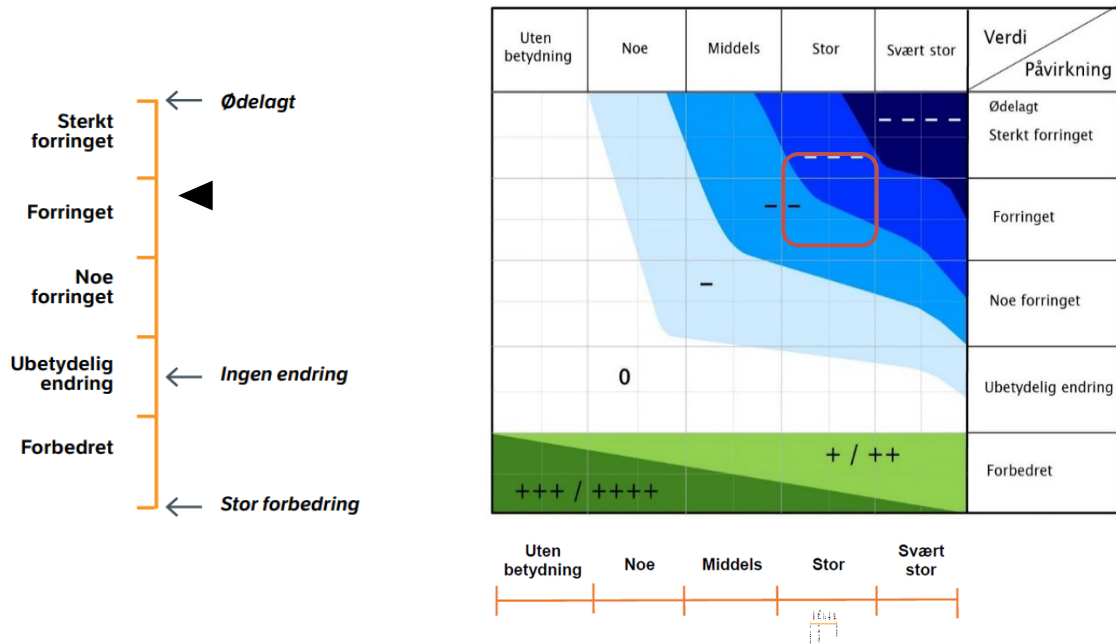 Ødelagt
Sterkt
forringet
Forringet
Noe
forringet
Ubetydelig
endring
Ingen endring
Forbedret
Stor forbedring
Uten
betydning
Noe
Middels
Stor
Svært stor
Verdi
Påvirkning
Ødelagt
Sterkt forringet
Forringet
Noe forringet
Ubetydelig endring
Forbedret
– – – –
– – –
– –
–
0
+ / ++
+++ / ++++
Uten
betydning
Noe
Middels
Stor
Svært
stor